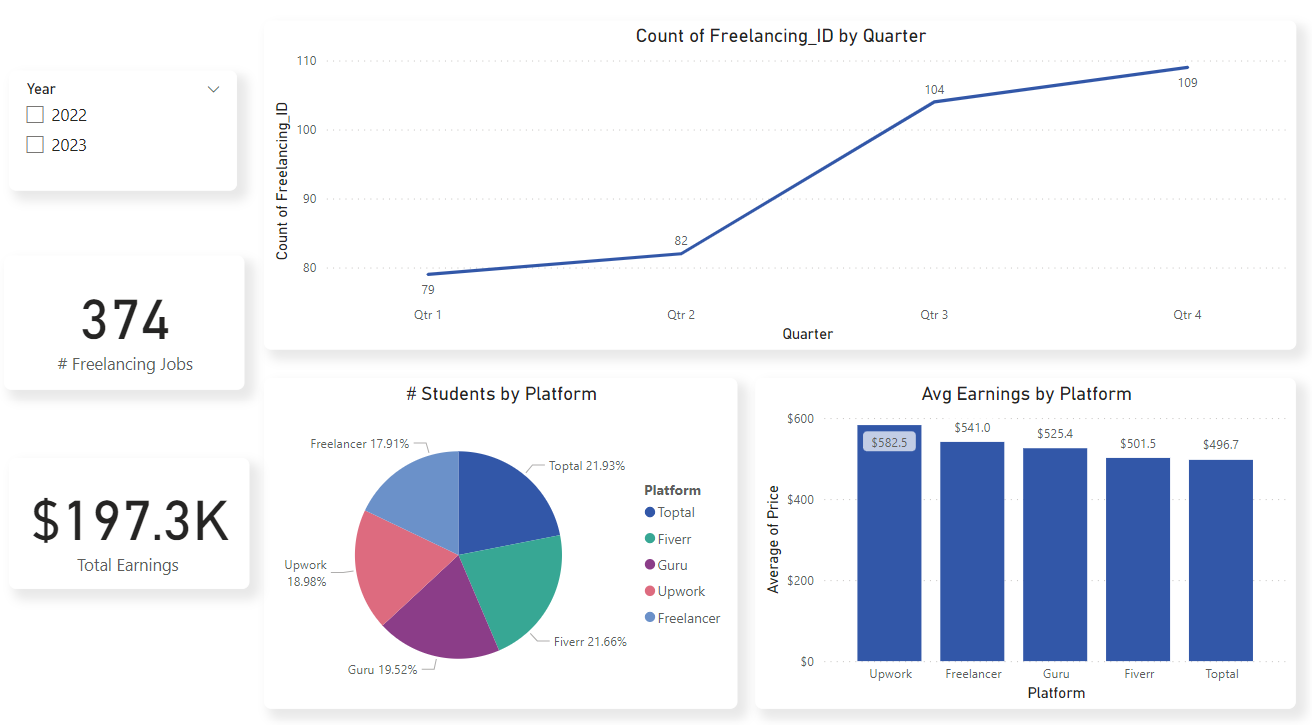 Year
2022
2023
374
# Freelancing Jobs
$197.3K
Total Earnings
Count of Freelancing_ID by Quarter
Count of Freelancing_ID
110
100
90
80
79
82
104
109
Qtr 1
Qtr 2
Qtr 3
Qtr 4
Quarter
# Students by Platform
Freelancer 17.91%
Toptal 21.93%
Upwork
18.98%
Guru 19.52%
Fiverr 21.66%
Platform
Toptal
Fiverr
Guru
Upwork
Freelancer
Avg Earnings by Platform
Average of Price
$600
$400
$200
$0
$582.5
$541.0
$525.4
$501.5
$496.7
Upwork
Freelancer
Guru
Fiverr
Toptal
Platform